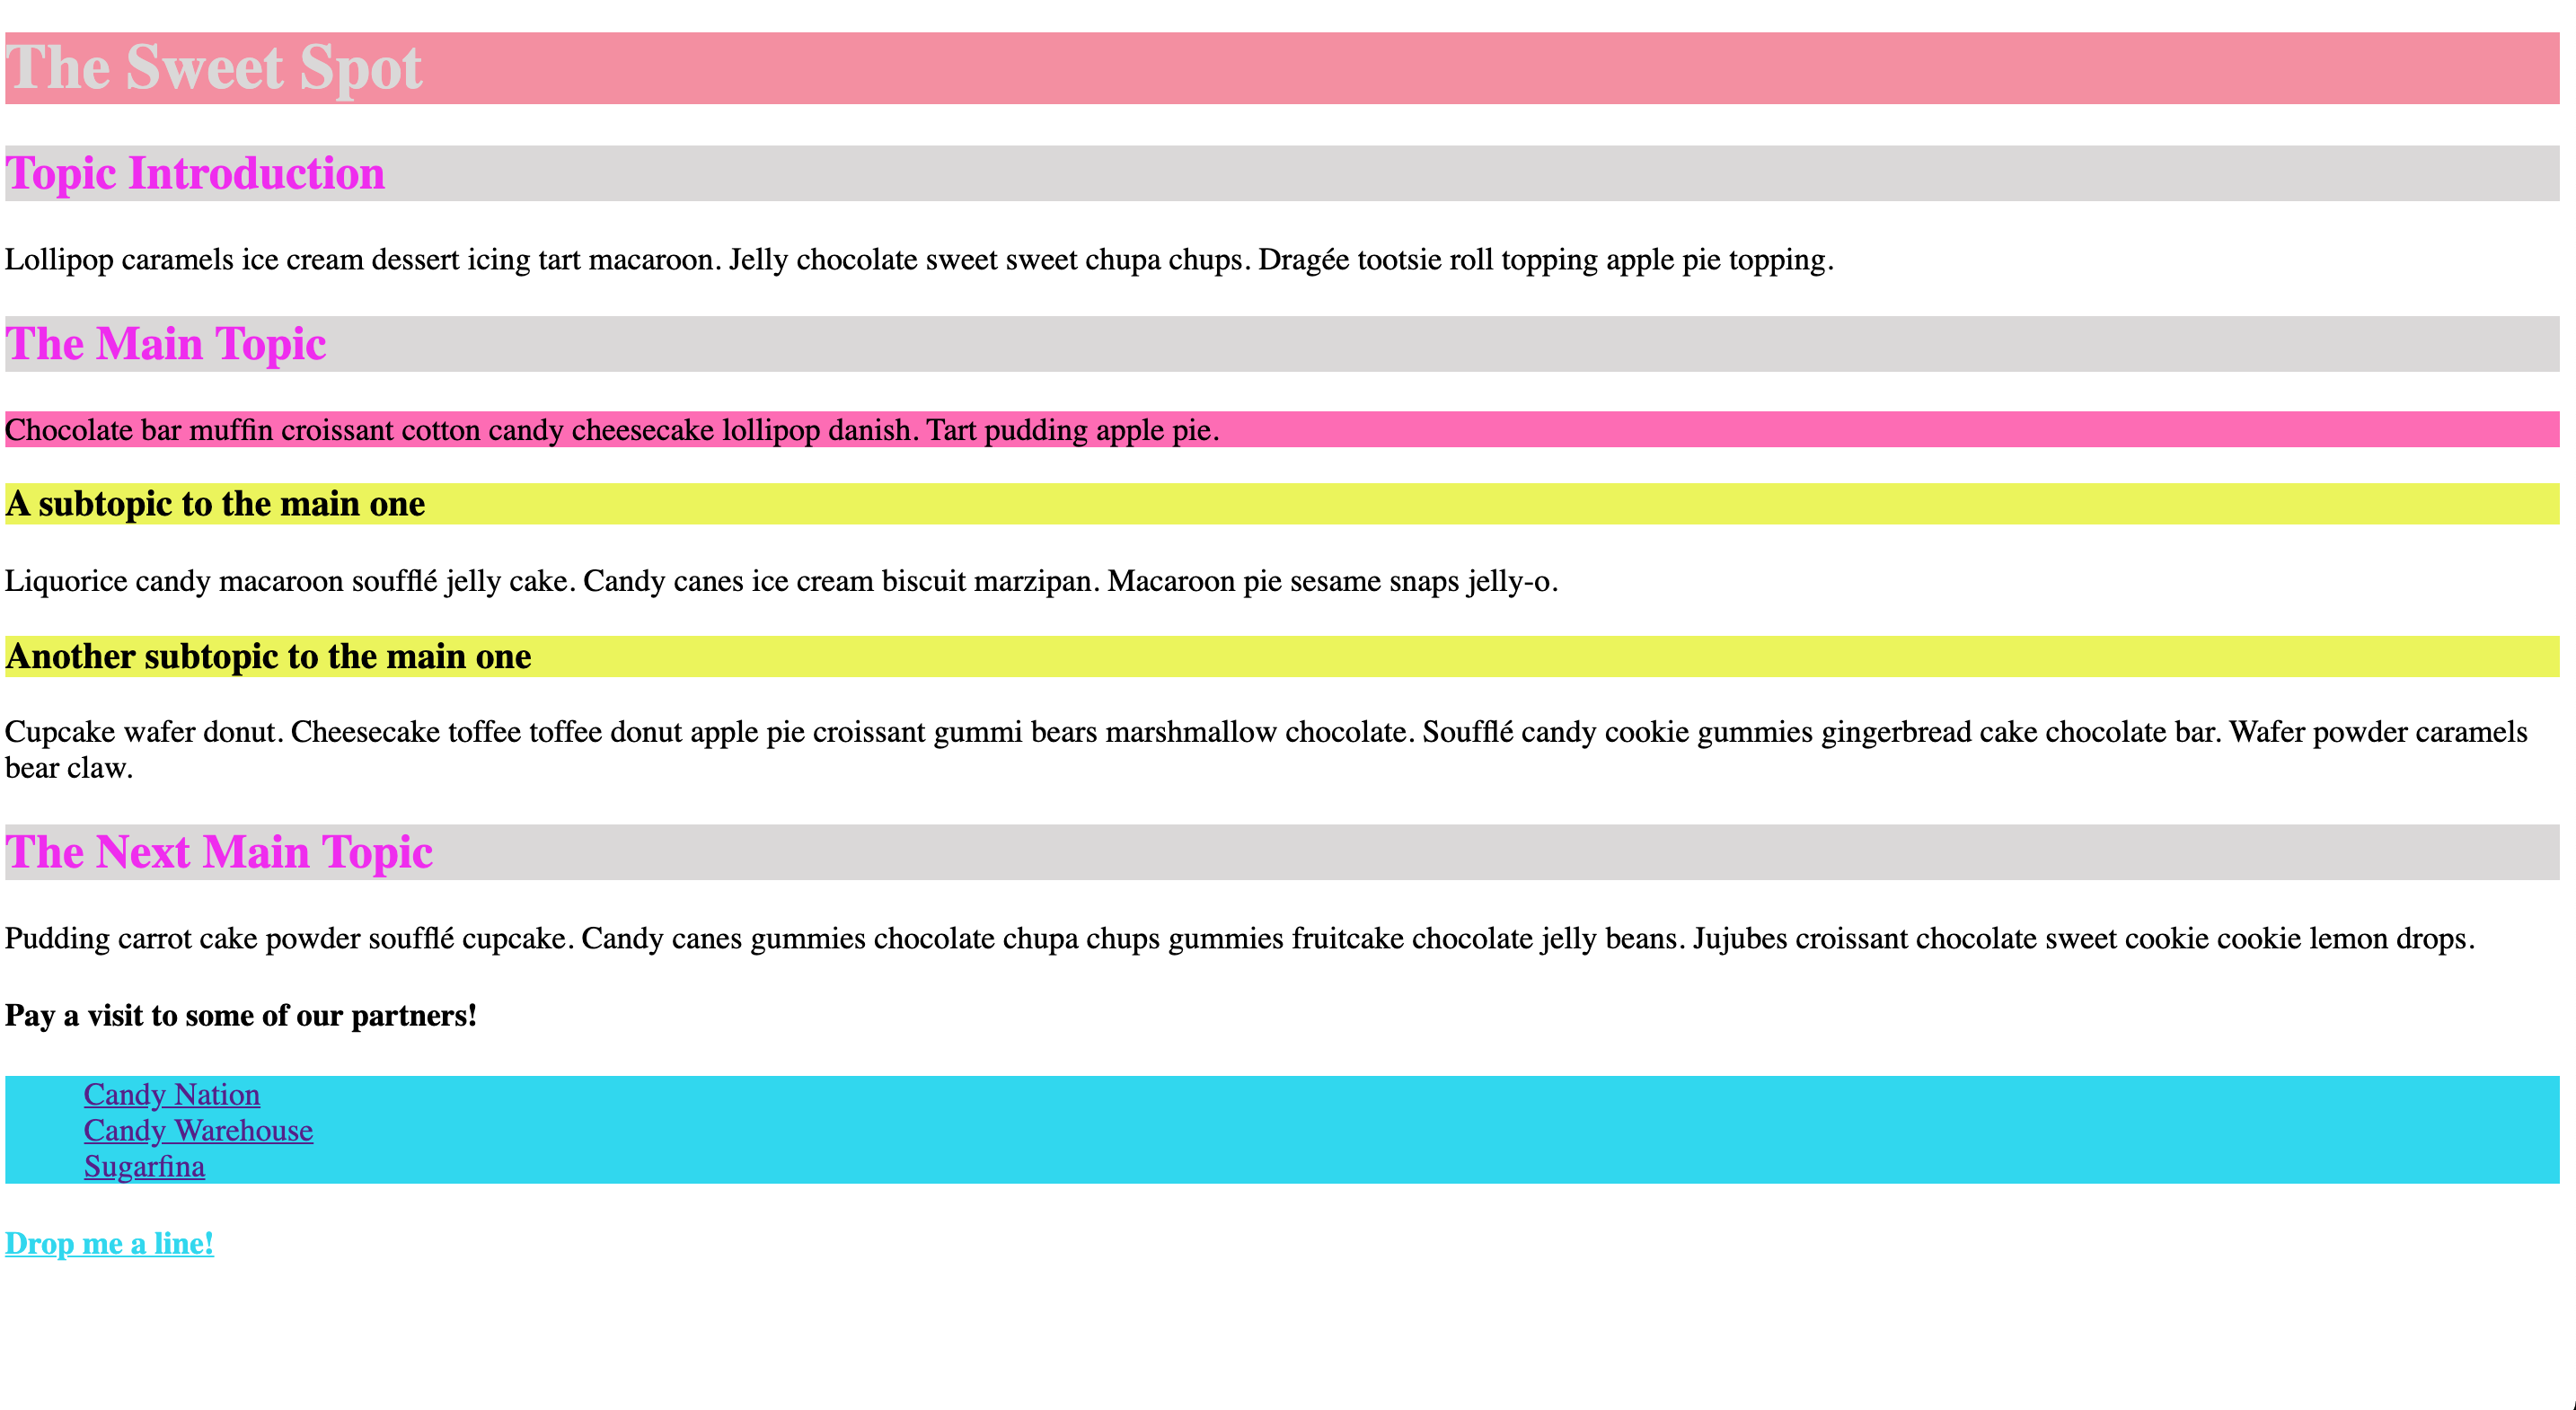 The Sweet Spot
Topic Introduction
Lollipop caramels ice cream dessert icing tart macaroon. Jelly chocolate sweet sweet chupa chups. Dragée tootsie roll topping apple pie topping.
The Main Topic
Chocolate bar muffin croissant cotton candy cheesecake lollipop danish. Tart pudding apple pie.
A subtopic to the main one
Liquorice candy macaroon soufflé jelly cake. Candy canes ice cream biscuit marzipan. Macaroon pie sesame snaps jelly-o.
Another subtopic to the main one
Cupcake wafer donut. Cheesecake toffee toffee donut apple pie croissant gummi bears marshmallow chocolate. Soufflé candy cookie gummies gingerbread cake chocolate bar. Wafer powder caramels
bear claw.
The Next Main Topic
Pudding carrot cake powder soufflé cupcake. Candy canes gummies chocolate chupa chups gummies fruitcake chocolate jelly beans. Jujubes croissant chocolate sweet cookie cookie lemon drops.
Pay a visit to some of our partners!
Candy Nation
Candy Warehouse
Sugarfina
Drop me a line!